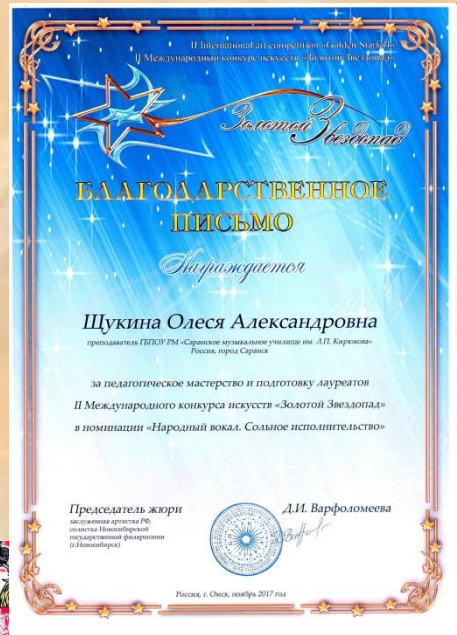 II International art competition «Golden Starfall»
II Международный конкурс искусств «Золотой Звездопад»
Золотой Звездопад
БЛАГОДАРСТВЕННОЕ
ПИСЬМО
Награждается
Щукина Олеся Александровна
преподаватель ГБПОУ РМ «Саранское музыкальное училище им. Л.П. Кирюкова»
Россия, город Саранск
за педагогическое мастерство и подготовку лауреатов
II Международного конкурса искусств «Золотой Звездопад»
в номинации «Народный вокал. Сольное исполнительство»
Председатель жюри
Д.И. Варфоломеева
заслуженная артистка РФ,
солистка Новосибирской
государственной филармонии
(г.Новосибирск)
Россия, г. Омск, ноябрь 2017 год